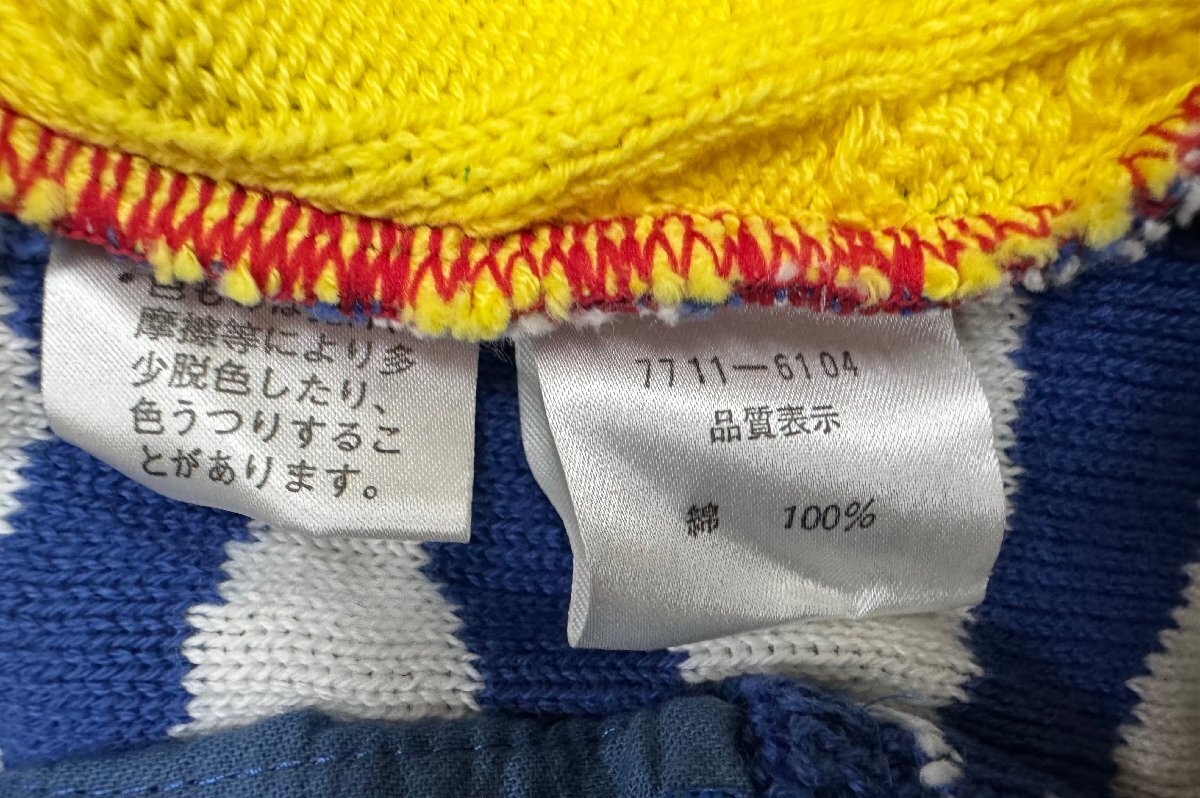 摩擦等により多
少脱色したり、
色うつりするこ
とがあります。
7711-6104
品質表示
綿 100%